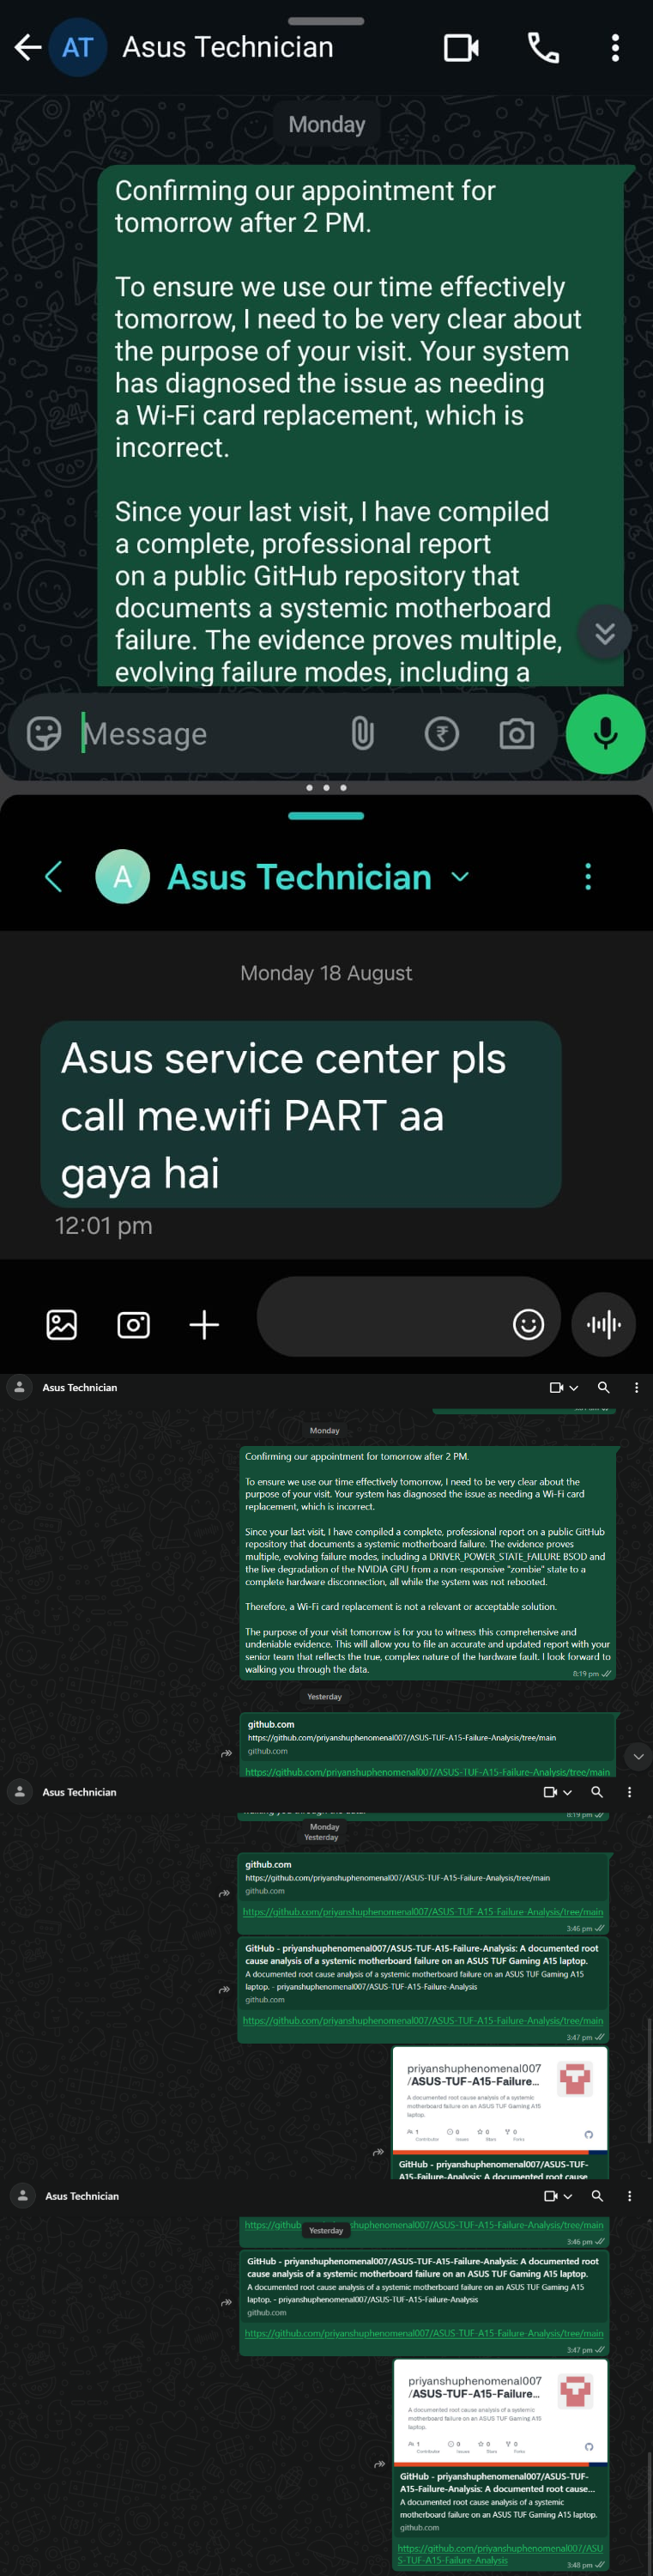 AT Asus Technician
Monday
Confirming our appointment for
tomorrow after 2 PM.
To ensure we use our time effectively
tomorrow, I need to be very clear about
the purpose of your visit. Your system
has diagnosed the issue as needing
a Wi-Fi card replacement, which is
incorrect.
Since your last visit, I have compiled
a complete, professional report
on a public GitHub repository that
documents a systemic motherboard
failure. The evidence proves multiple,
evolving failure modes, including a
Message
A Asus Technician
Monday 18 August
Asus service center pls
call me.wifi PART aa
gaya hai
12:01 pm
Asus Technician
Monday
Confirming our appointment for tomorrow after 2 PM.
To ensure we use our time effectively tomorrow, I need to be very clear about the
purpose of your visit. Your system has diagnosed the issue as needing a Wi-Fi card
replacement, which is incorrect.
Since your last visit, I have compiled a complete, professional report on a public GitHub
repository that documents a systemic motherboard failure. The evidence proves
multiple, evolving failure modes, including a DRIVER_POWER_STATE_FAILURE BSOD and
the live degradation of the NVIDIA GPU from a non-responsive "zombie" state to a
complete hardware disconnection, all while the system was not rebooted.
Therefore, a Wi-Fi card replacement is not a relevant or acceptable solution.
The purpose of your visit tomorrow is for you to witness this comprehensive and
undeniable evidence. This will allow you to file an accurate and updated report with your
senior team that reflects the true, complex nature of the hardware fault. I look forward to
walking you through the data.
8:19 pm
Yesterday
github.com
https://github.com/priyanshuphenomenal007/ASUS-TUF-A15-Failure-Analysis/tree/main
github.com
https://github.com/priyanshuphenomenal007/ASUS-TUF-A15-Failure-Analysis/tree/main
Asus Technician
8:19 pm
Monday
Yesterday
github.com
https://github.com/priyanshuphenomenal007/ASUS-TUF-A15-Failure-Analysis/tree/main
github.com
https://github.com/priyanshuphenomenal007/ASUS-TUF-A15-Failure-Analysis/tree/main
3:46 pm
GitHub - priyanshuphenomenal007/ASUS-TUF-A15-Failure-Analysis: A documented root
cause analysis of a systemic motherboard failure on an ASUS TUF Gaming A15 laptop.
A documented root cause analysis of a systemic motherboard failure on an ASUS TUF Gaming A15
laptop. - priyanshuphenomenal007/ASUS-TUF-A15-Failure-Analysis
github.com
https://github.com/priyanshuphenomenal007/ASUS-TUF-A15-Failure-Analysis/tree/main
3:47 pm
priyanshuphenomenal007
/ASUS-TUF-A15-Failure...
A documented root cause analysis of a systemic
motherboard failure on an ASUS TUF Gaming A15
laptop.
1 0 0 0
Contributor Issues Stars Forks
GitHub - priyanshuphenomenal007/ASUS-TUF-
A15-Failure-Analysis: A documented root cause
Asus Technician
https://github Yesterday shuphenomenal007/ASUS-TUF-A15-Failure-Analysis/tree/main
3:46 pm
GitHub - priyanshuphenomenal007/ASUS-TUF-A15-Failure-Analysis: A documented root
cause analysis of a systemic motherboard failure on an ASUS TUF Gaming A15 laptop.
A documented root cause analysis of a systemic motherboard failure on an ASUS TUF Gaming A15
laptop. - priyanshuphenomenal007/ASUS-TUF-A15-Failure-Analysis
github.com
https://github.com/priyanshuphenomenal007/ASUS-TUF-A15-Failure-Analysis/tree/main
3:47 pm
priyanshuphenomenal007
/ASUS-TUF-A15-Failure...
A documented root cause analysis of a systemic
motherboard failure on an ASUS TUF Gaming A15
laptop.
1 0 0 0
Contributor Issues Stars Forks
GitHub - priyanshuphenomenal007/ASUS-TUF-
A15-Failure-Analysis: A documented root cause...
A documented root cause analysis of a systemic
motherboard failure on an ASUS TUF Gaming A15 laptop.
github.com
https://github.com/priyanshuphenomenal007/ASU
S-TUF-A15-Failure-Analysis
3:48 pm